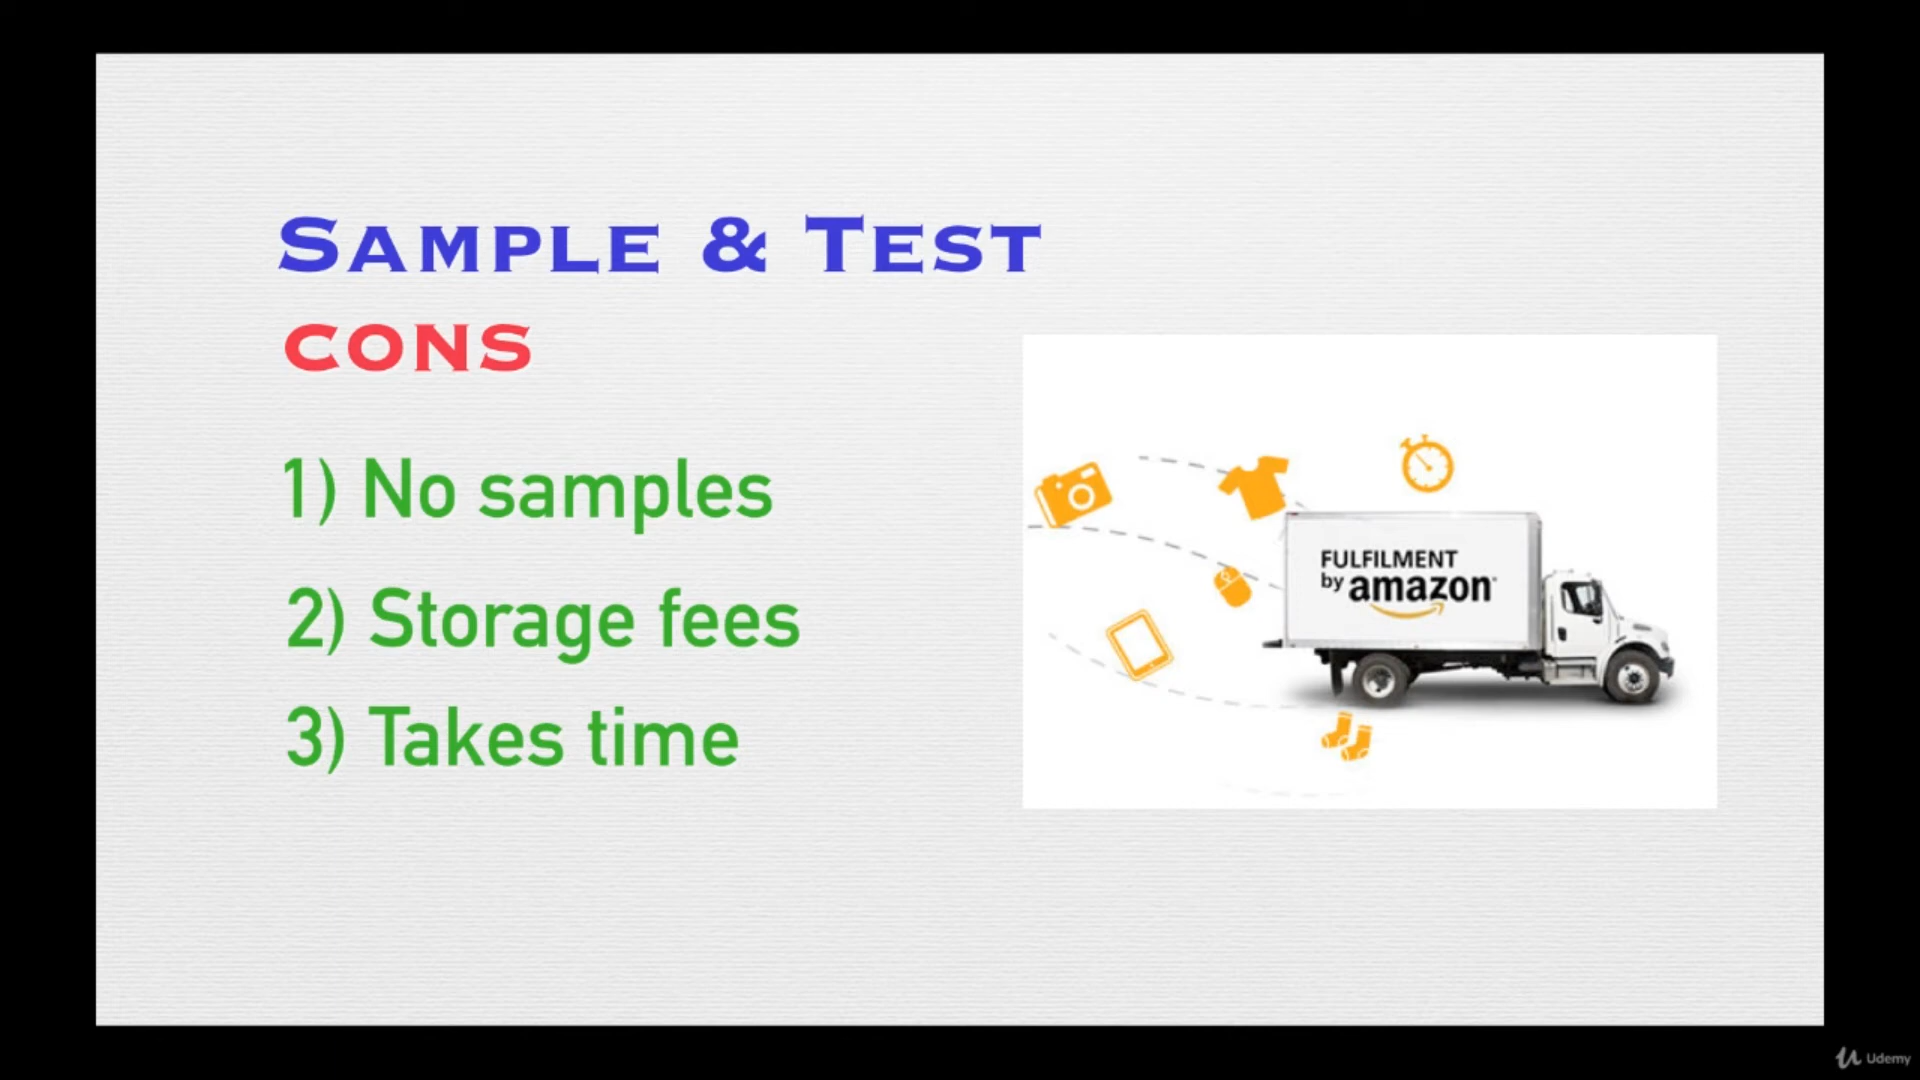 SAMPLE & TEST
CONS
1) No samples
2) Storage fees
3) Takes time
FULFILMENT
by amazon
Udemy